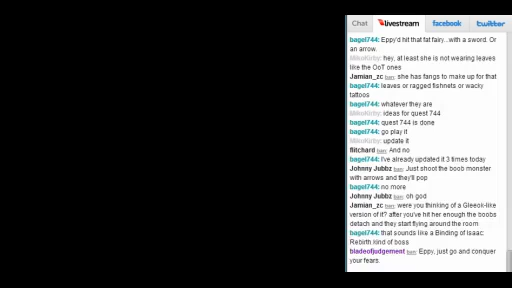 Chat livestream facebook twitter
bagel744: Eppy'd hit that fat fairy...with a sword. Or
an arrow.
MikoKirby: hey, at least she is not wearing leaves
like the OoT ones
Jamian_zc ban: she has fangs to make up for that
bagel744: leaves or ragged fishnets or wacky
tattoos
bagel744: whatever they are
MikoKirby: ideas for quest 744
bagel744: quest 744 is done
bagel744: go play it
MikoKirby: update it
flitchard ban: And no
bagel744: I've already updated it 3 times today
Johnny Jubbz ban: Just shoot the boob monster
with arrows and they'll pop
bagel744: no more
Johnny Jubbz ban: oh god
Jamian_zc ban: were you thinking of a Gleeok-like
version of it? after you've hit her enough the boobs
detach and they start flying around the room
bagel744: that sounds like a Binding of Isaac:
Rebirth kind of boss
bladeofjudgement ban: Eppy, just go and conquer
your fears.